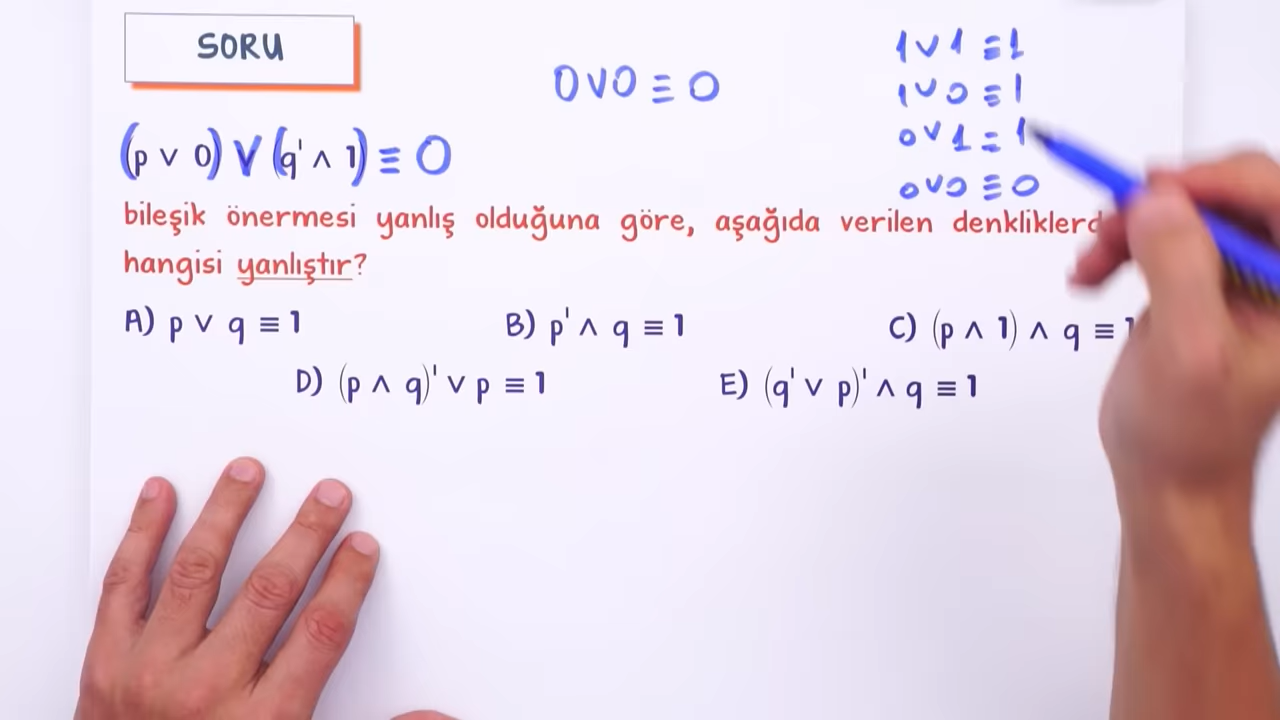 SORU
0 ∨ 0 ≡ 0
1 ∨ 1 ≡ 1
1 ∨ 0 ≡ 1
0 ∨ 1 = 1
0 ∨ 0 ≡ 0
(p ∨ 0) ∨ (q' ∧ 1) ≡ 0
bileşik önermesi yanlış olduğuna göre, aşağıda verilen
hangisi yanlıştır?
A) p ∨ q ≡ 1 B) p' ∧ q ≡ 1 C) (p ∧ 1) ∧ q ≡ 1
D) (p ∧ q)' ∨ p ≡ 1 E) (q' ∨ p)' ∧ q ≡ 1